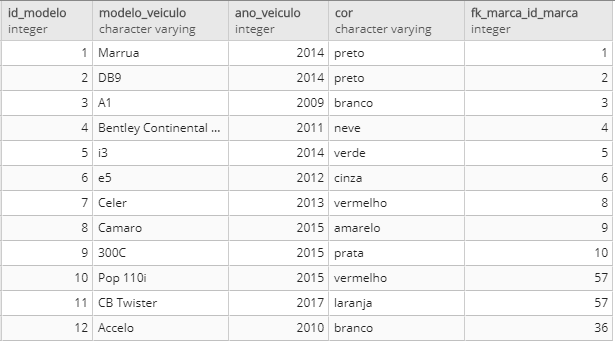 id_modelo modelo_veiculo ano_veiculo cor fk_marca_id_marca
integer character varying integer character varying integer
1 Marrua 2014 preto 1
2 DB9 2014 preto 2
3 A1 2009 branco 3
4 Bentley Continental ... 2011 neve 4
5 i3 2014 verde 5
6 e5 2012 cinza 6
7 Celer 2013 vermelho 8
8 Camaro 2015 amarelo 9
9 300C 2015 prata 10
10 Pop 110i 2015 vermelho 57
11 CB Twister 2017 laranja 57
12 Accelo 2010 branco 36